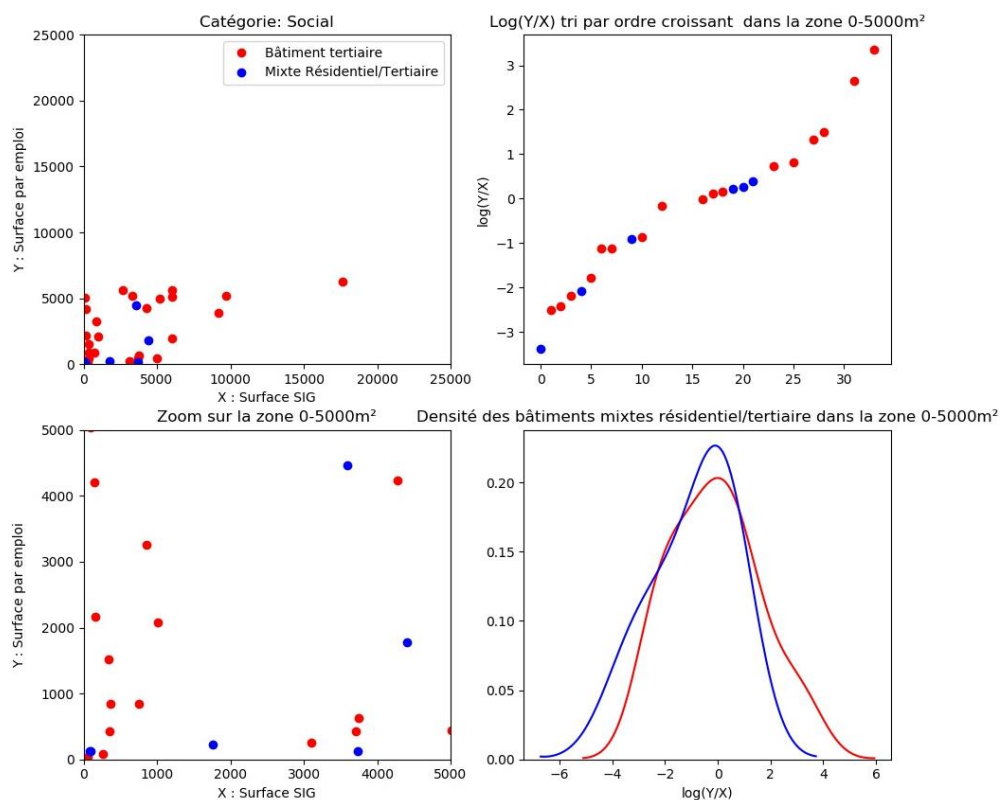 Catégorie: Social
25000
20000
15000
10000
5000
0
Y : Surface par emploi
Bâtiment tertiaire
Mixte Résidentiel/Tertiaire
0 5000 10000 15000 20000 25000
X : Surface SIG
Log(Y/X) tri par ordre croissant dans la zone 0-5000m²
3
2
1
0
−1
−2
−3
log(Y/X)
0 5 10 15 20 25 30
Zoom sur la zone 0-5000m²
5000
4000
3000
2000
1000
0
Y : Surface par emploi
0 1000 2000 3000 4000 5000
X : Surface SIG
Densité des bâtiments mixtes résidentiel/tertiaire dans la zone 0-5000m²
0.20
0.15
0.10
0.05
0.00
−6 −4 −2 0 2 4 6
log(Y/X)